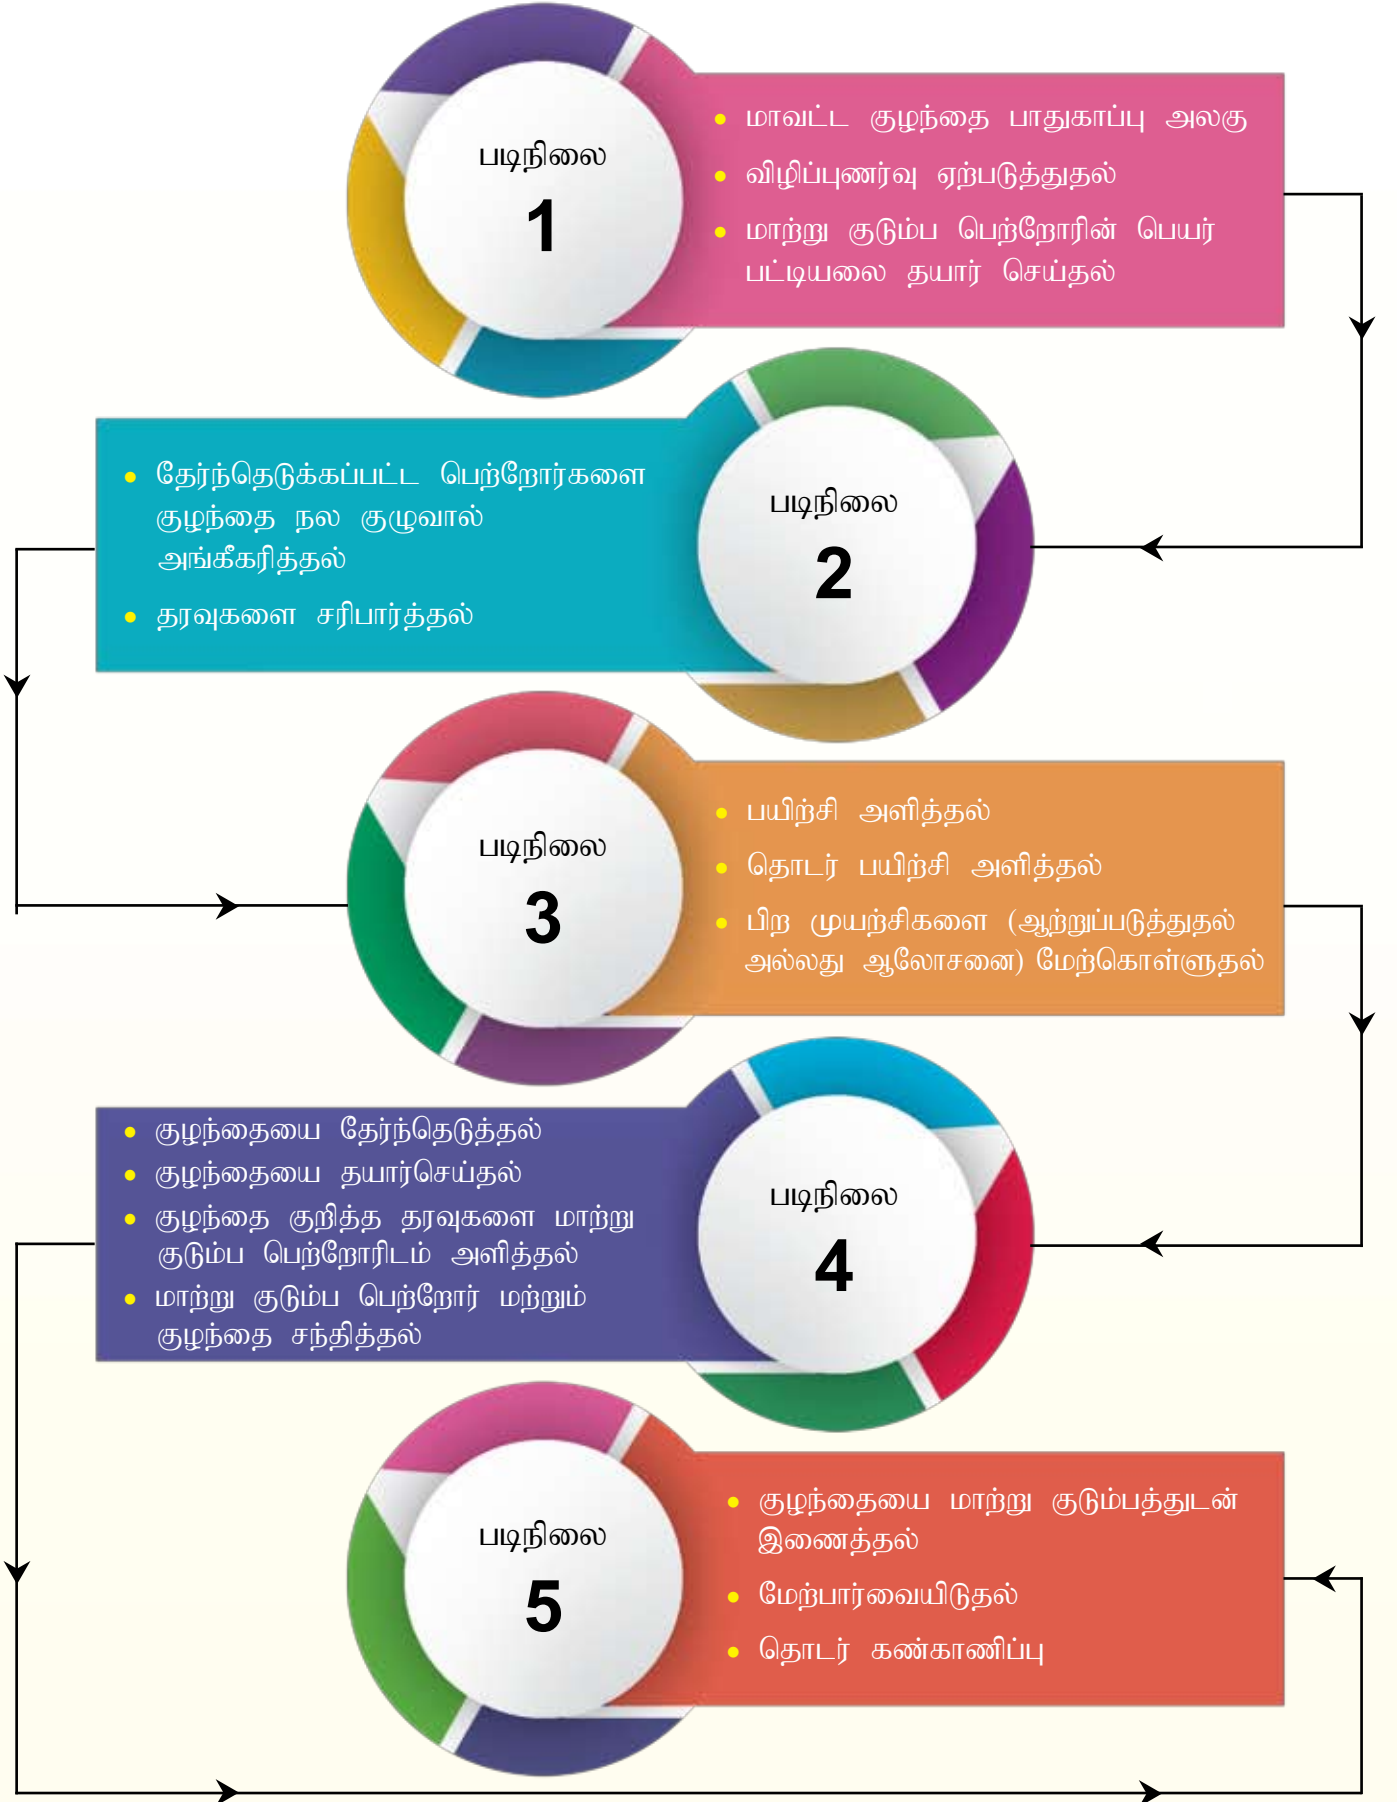 படிநிலை
1
• மாவட்ட குழந்தை பாதுகாப்பு அலகு
• விழிப்புணர்வு ஏற்படுத்துதல்
• மாற்று குடும்ப பெற்றோரின் பெயர்
பட்டியலை தயார் செய்தல்
படிநிலை
2
• தேர்ந்தெடுக்கப்பட்ட பெற்றோர்களை
குழந்தை நல குழுவால்
அங்கீகரித்தல்
• தரவுகளை சரிபார்த்தல்
படிநிலை
3
• பயிற்சி அளித்தல்
• தொடர் பயிற்சி அளித்தல்
• பிற முயற்சிகளை (ஆற்றுப்படுத்துதல்
அல்லது ஆலோசனை) மேற்கொள்ளுதல்
படிநிலை
4
• குழந்தையை தேர்ந்தெடுத்தல்
• குழந்தையை தயார்செய்தல்
• குழந்தை குறித்த தரவுகளை மாற்று
குடும்ப பெற்றோரிடம் அளித்தல்
• மாற்று குடும்ப பெற்றோர் மற்றும்
குழந்தை சந்தித்தல்
படிநிலை
5
• குழந்தையை மாற்று குடும்பத்துடன்
இணைத்தல்
• மேற்பார்வையிடுதல்
• தொடர் கண்காணிப்பு